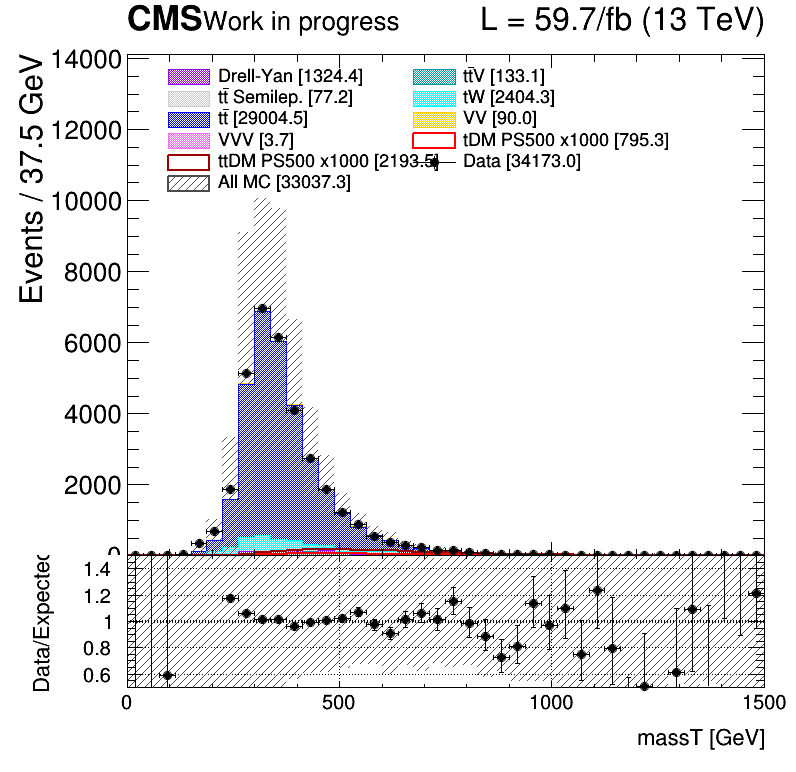 CMS Work in progress L = 59.7/fb (13 TeV)
Events / 37.5 GeV
14000
12000
10000
8000
6000
4000
2000
0
Drell-Yan [1324.4]
tt̄V [133.1]
tt̄ Semilep. [77.2]
tW [2404.3]
tt̄ [29004.5]
VV [90.0]
VVV [3.7]
tDM PS500 x1000 [795.3]
ttDM PS500 x1000 [2193.5]
Data [34173.0]
All MC [33037.3]
Data/Expected
1.4
1.2
1
0.8
0.6
0 500 1000 1500
massT [GeV]